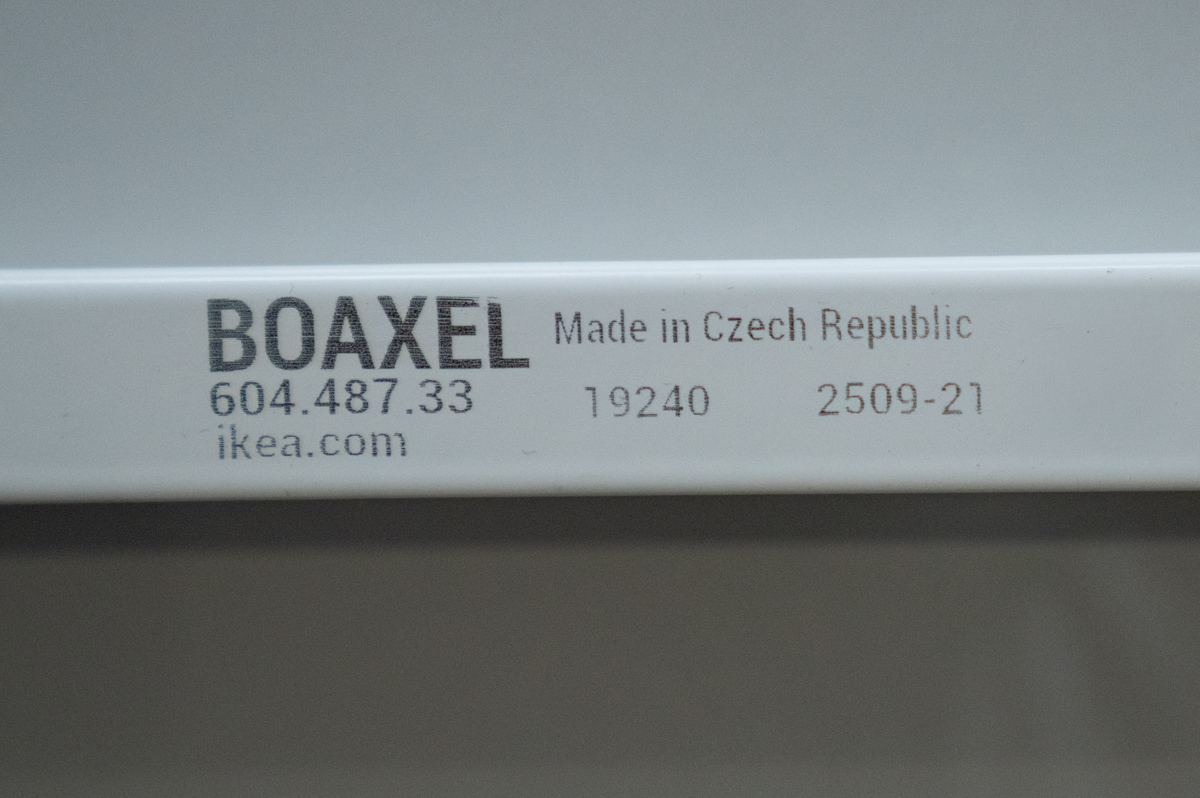 BOAXEL Made in Czech Republic
604.487.33 19240 2509-21
ikea.com